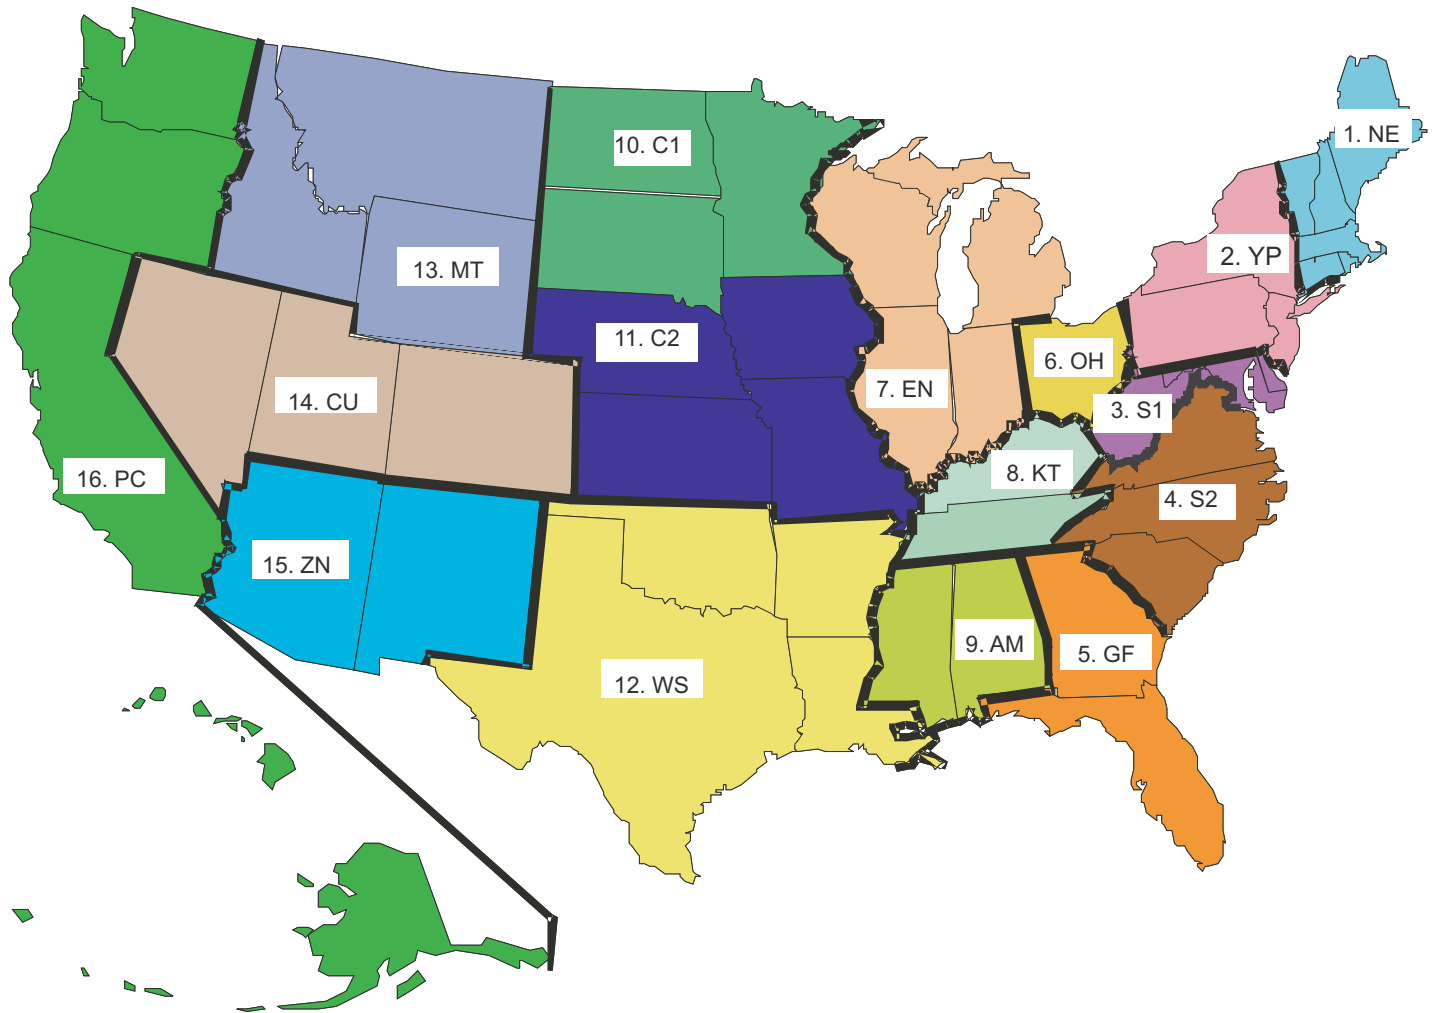 1. NE
2. YP
3. S1
4. S2
5. GF
6. OH
7. EN
8. KT
9. AM
10. C1
11. C2
12. WS
13. MT
14. CU
15. ZN
16. PC